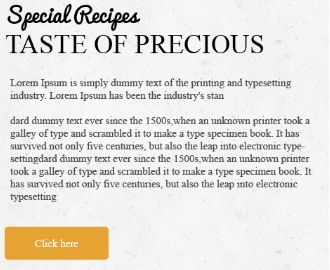 Special Recipes
TASTE OF PRECIOUS
Lorem Ipsum is simply dummy text of the printing and typesetting
industry. Lorem Ipsum has been the industry's stan
dard dummy text ever since the 1500s,when an unknown printer took a
galley of type and scrambled it to make a type specimen book. It has
survived not only five centuries, but also the leap into electronic type-
settingdard dummy text ever since the 1500s,when an unknown printer
took a galley of type and scrambled it to make a type specimen book. It
has survived not only five centuries, but also the leap into electronic
typesetting
Click here